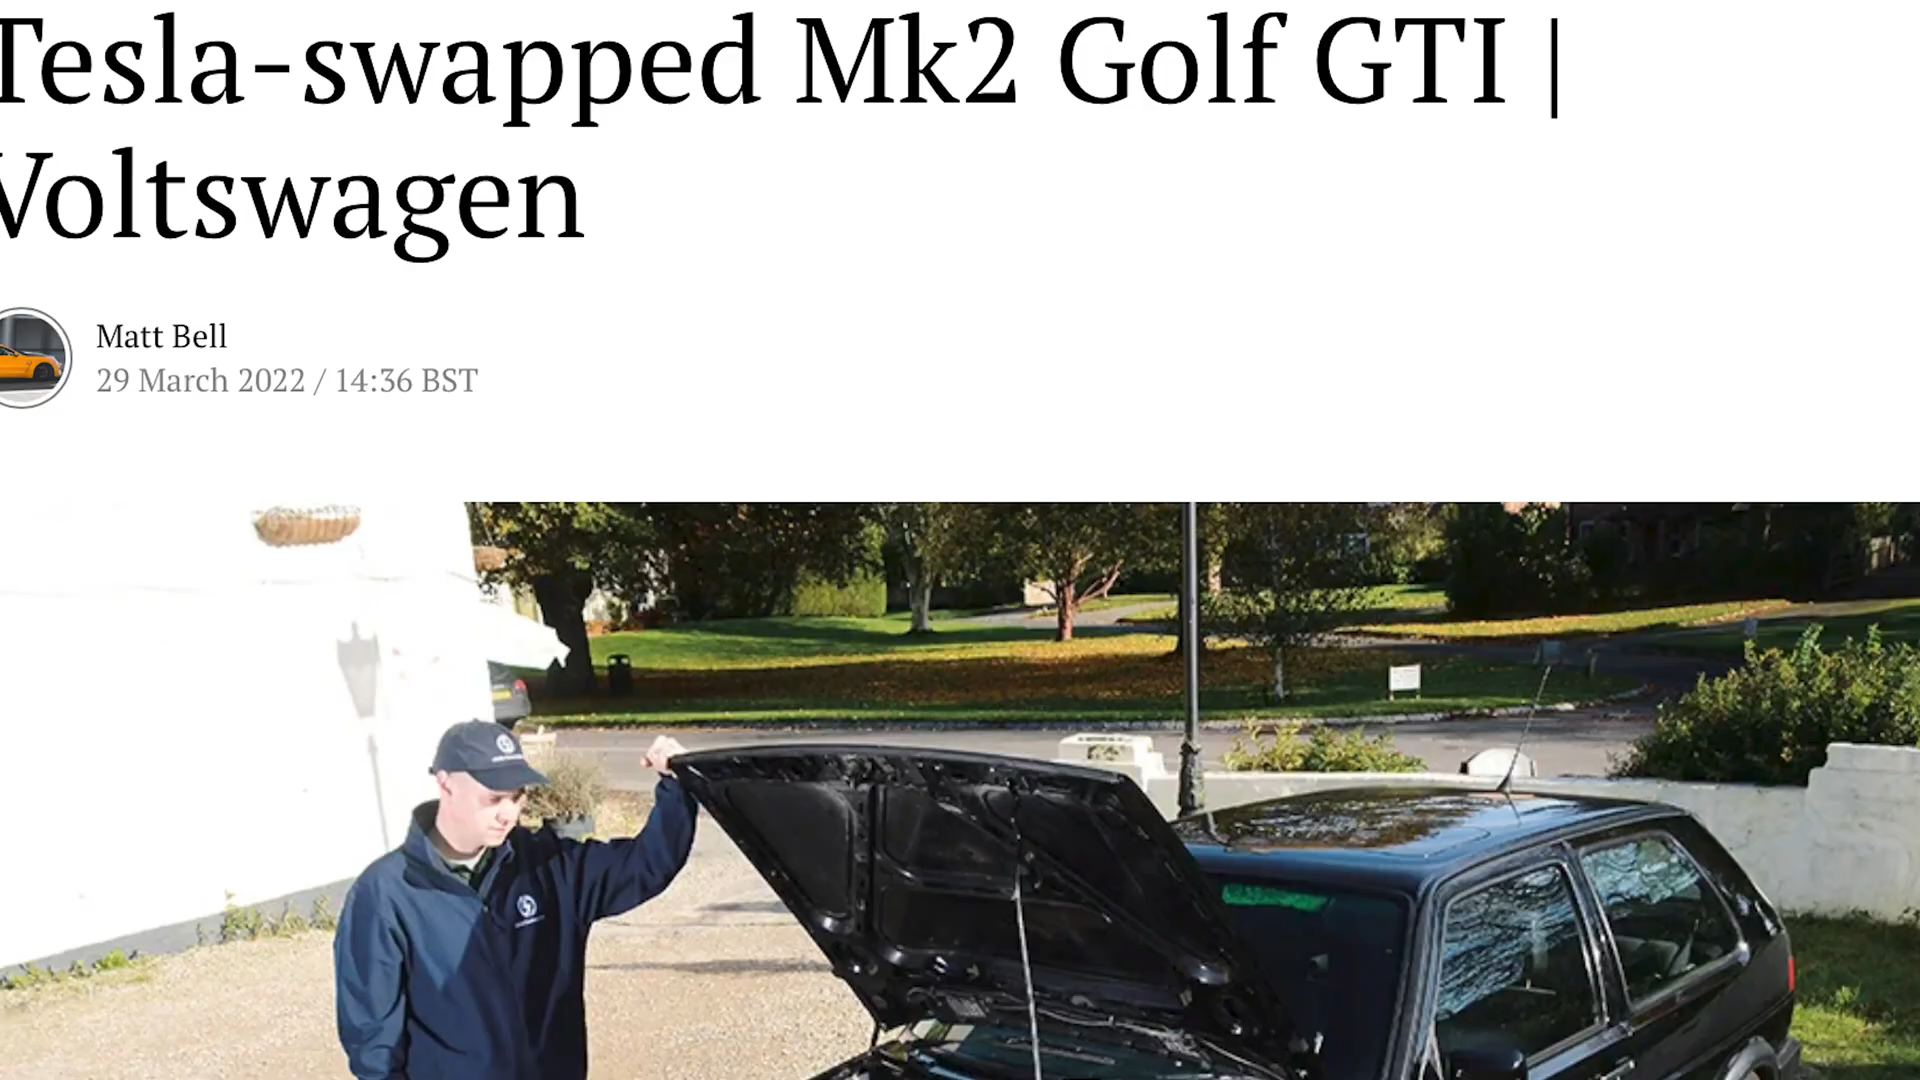 Tesla-swapped Mk2 Golf GTI |
Voltswagen
Matt Bell
29 March 2022 / 14:36 BST